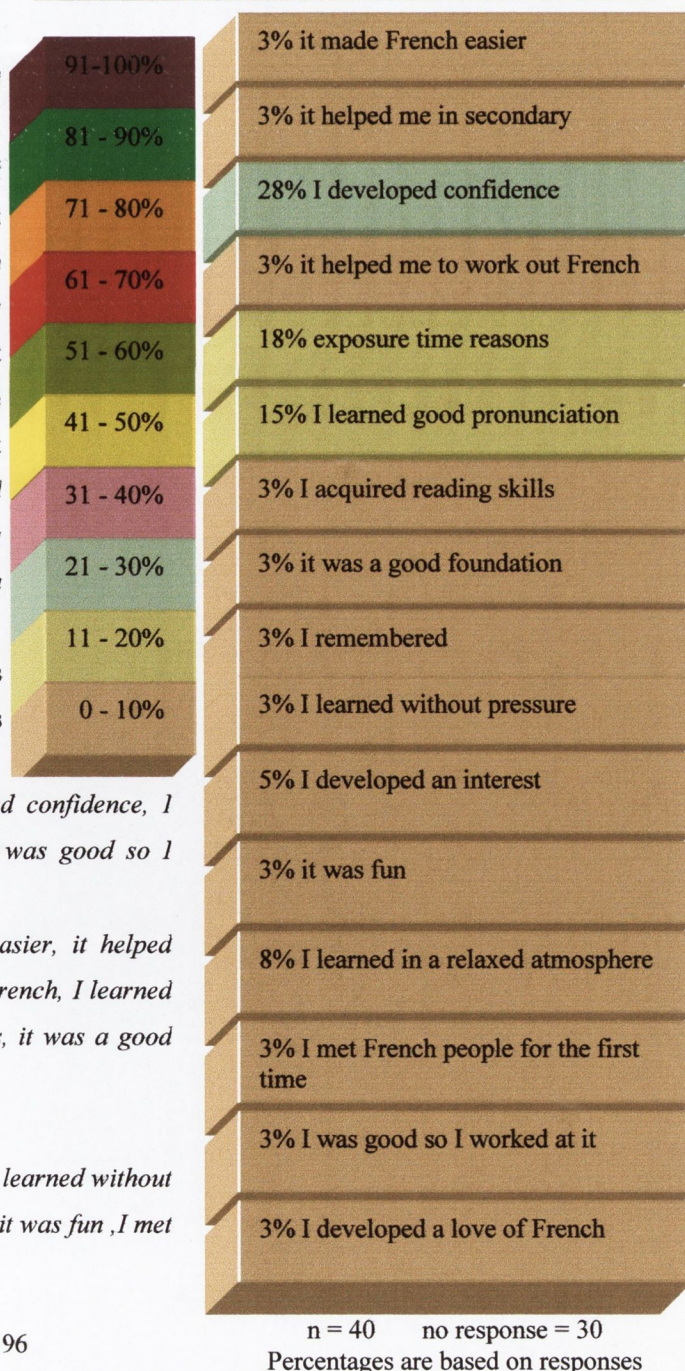 91-100%
81 - 90%
71 - 80%
61 - 70%
51 - 60%
41 - 50%
31 - 40%
21 - 30%
11 - 20%
0 - 10%
3% it made French easier
3% it helped me in secondary
28% I developed confidence
3% it helped me to work out French
18% exposure time reasons
15% I learned good pronunciation
3% I acquired reading skills
3% it was a good foundation
3% I remembered
3% I learned without pressure
5% I developed an interest
3% it was fun
8% I learned in a relaxed atmosphere
3% I met French people for the first
time
3% I was good so I worked at it
3% I developed a love of French
n = 40 no response = 30
Percentages are based on responses
confidence, I
was good so I
it helped
I learned
it was a good
learned without
it was fun ,I met
96